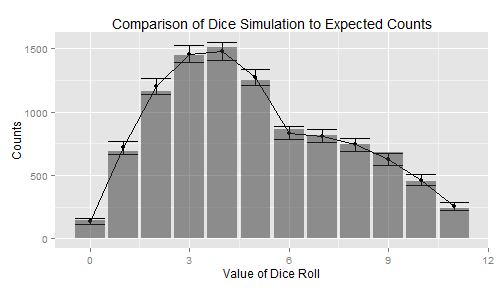 Comparison of Dice Simulation to Expected Counts
1500
1000
500
0
Counts
0 3 6 9 12
Value of Dice Roll